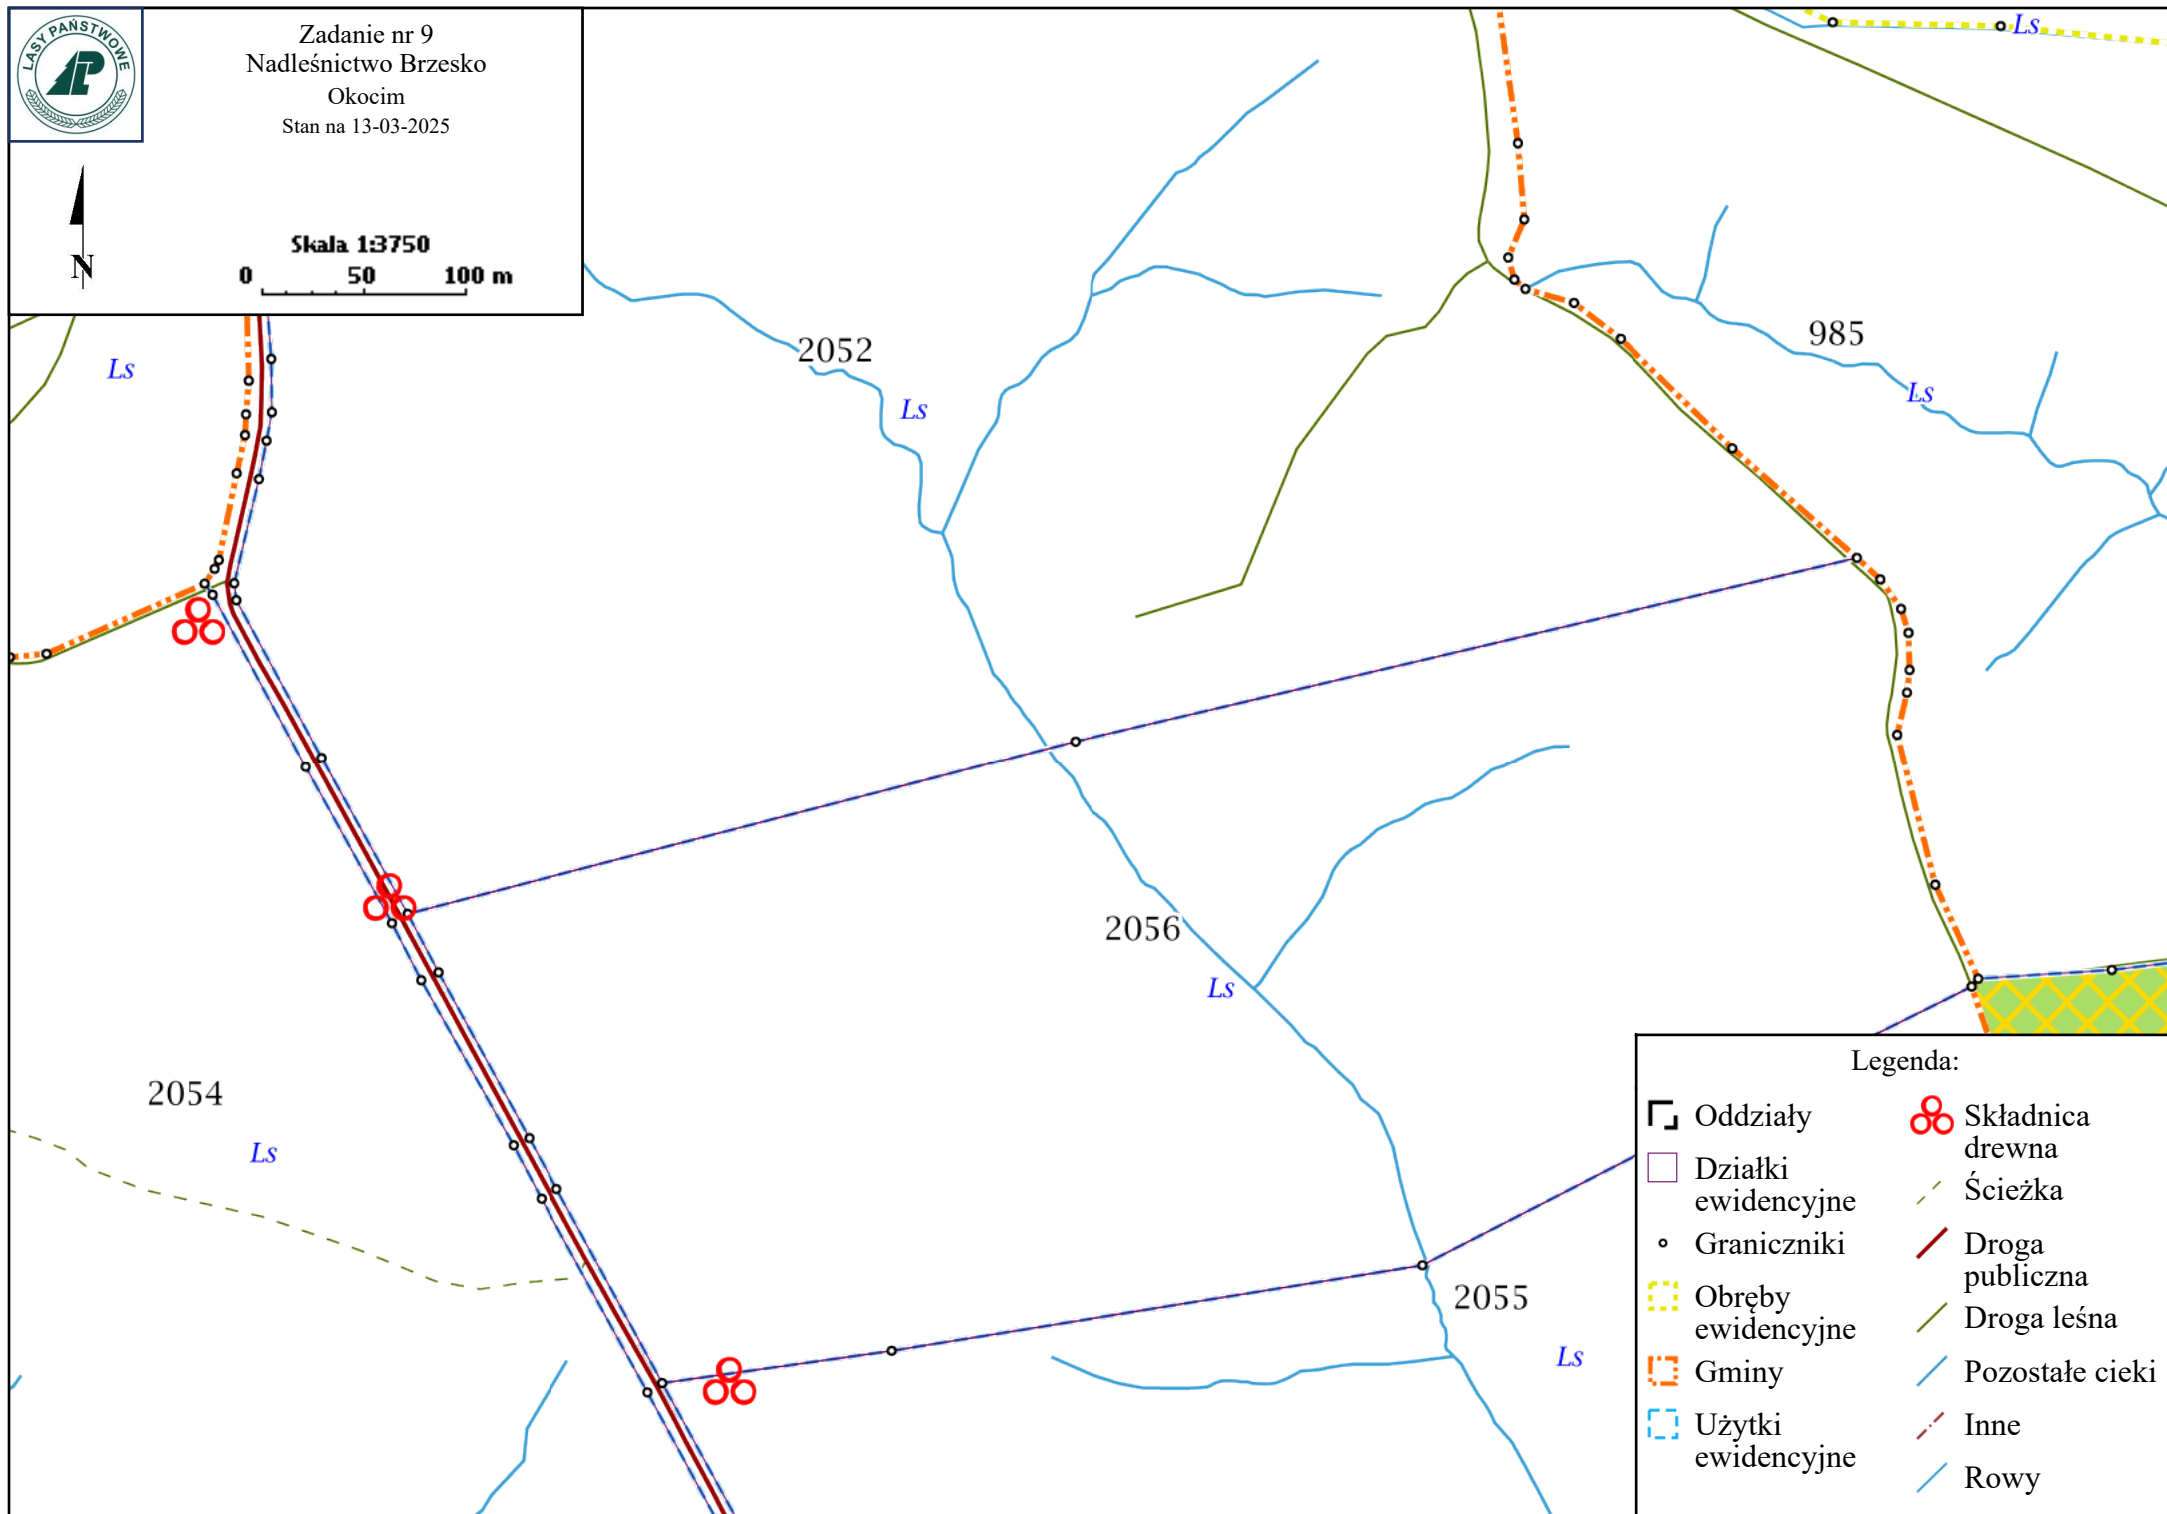 LASY PAŃSTWOWE
Zadanie nr 9
Nadleśnictwo Brzesko
Okocim
Stan na 13-03-2025
N
Skala 1:3750
0 50 100 m
Ls
985
Ls
2052
Ls
Ls
2056
Ls
2054
Ls
2055
Ls
Legenda:
Oddziały
Działki
ewidencyjne
Graniczniki
Obręby
ewidencyjne
Gminy
Użytki
ewidencyjne
Składnica
drewna
Ścieżka
Droga
publiczna
Droga leśna
Pozostałe cieki
Inne
Rowy